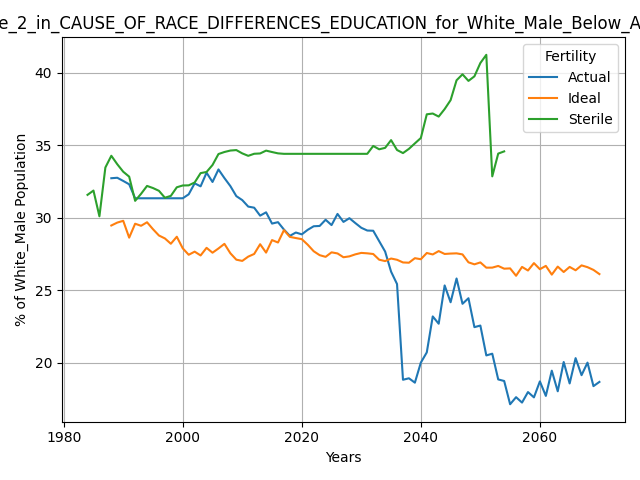 e_2_in_CAUSE_OF_RACE_DIFFERENCES_EDUCATION_for_White_Male_Below_A
Fertility
Actual
Ideal
Sterile
% of White_Male Population
40
35
30
25
20
1980
2000
2020
2040
2060
Years